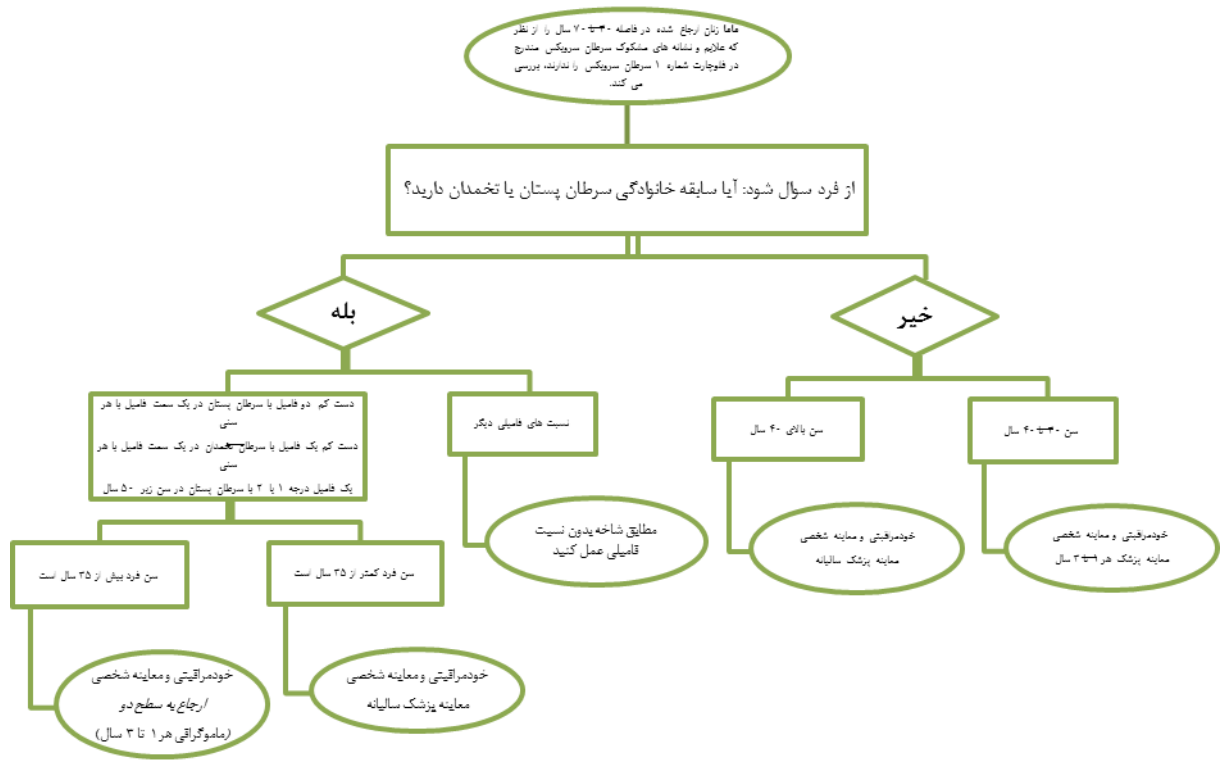 ماما زنان ارجاع شده در فاصله ۳۰ تا ۷۰ سال را از نظر
که علایم و نشانه های مشکوک سرطان سرویکس مندرج
در فلوچارت شماره ۱ سرطان سرویکس را ندارند، بررسی
می کند.
از فرد سوال شود: آیا سابقه خانوادگی سرطان پستان یا تخمدان دارید؟
خیر
بله
سن ۳۰ تا ۴۰ سال
سن بالای ۴۰ سال
نسبت های فامیلی دیگر
دست کم دو فامیل با سرطان پستان در یک سمت فامیل با هر
سنی
دست کم یک فامیل با سرطان تخمدان در یک سمت فامیل با هر
سنی
یک فامیل درجه ۱ یا ۲ با سرطان پستان در سن زیر ۵۰ سال
خودمرقبتی و معاینه شخصی
معاینه پزشک هر ۱ تا ۳ سال
خودمرقبتی و معاینه شخصی
معاینه پزشک سالیانه
مطابق شاخه بدون نسبت
فامیلی عمل کنید
سن فرد کمتر از ۳۵ سال است
سن فرد بیش از ۳۵ سال است
خودمراقبتی و معاینه شخصی
معاینه پزشک سالیانه
خودمراقبتی و معاینه شخصی
ارجاع به سطح دو
(ماموگرافی هر ۱ تا ۳ سال)